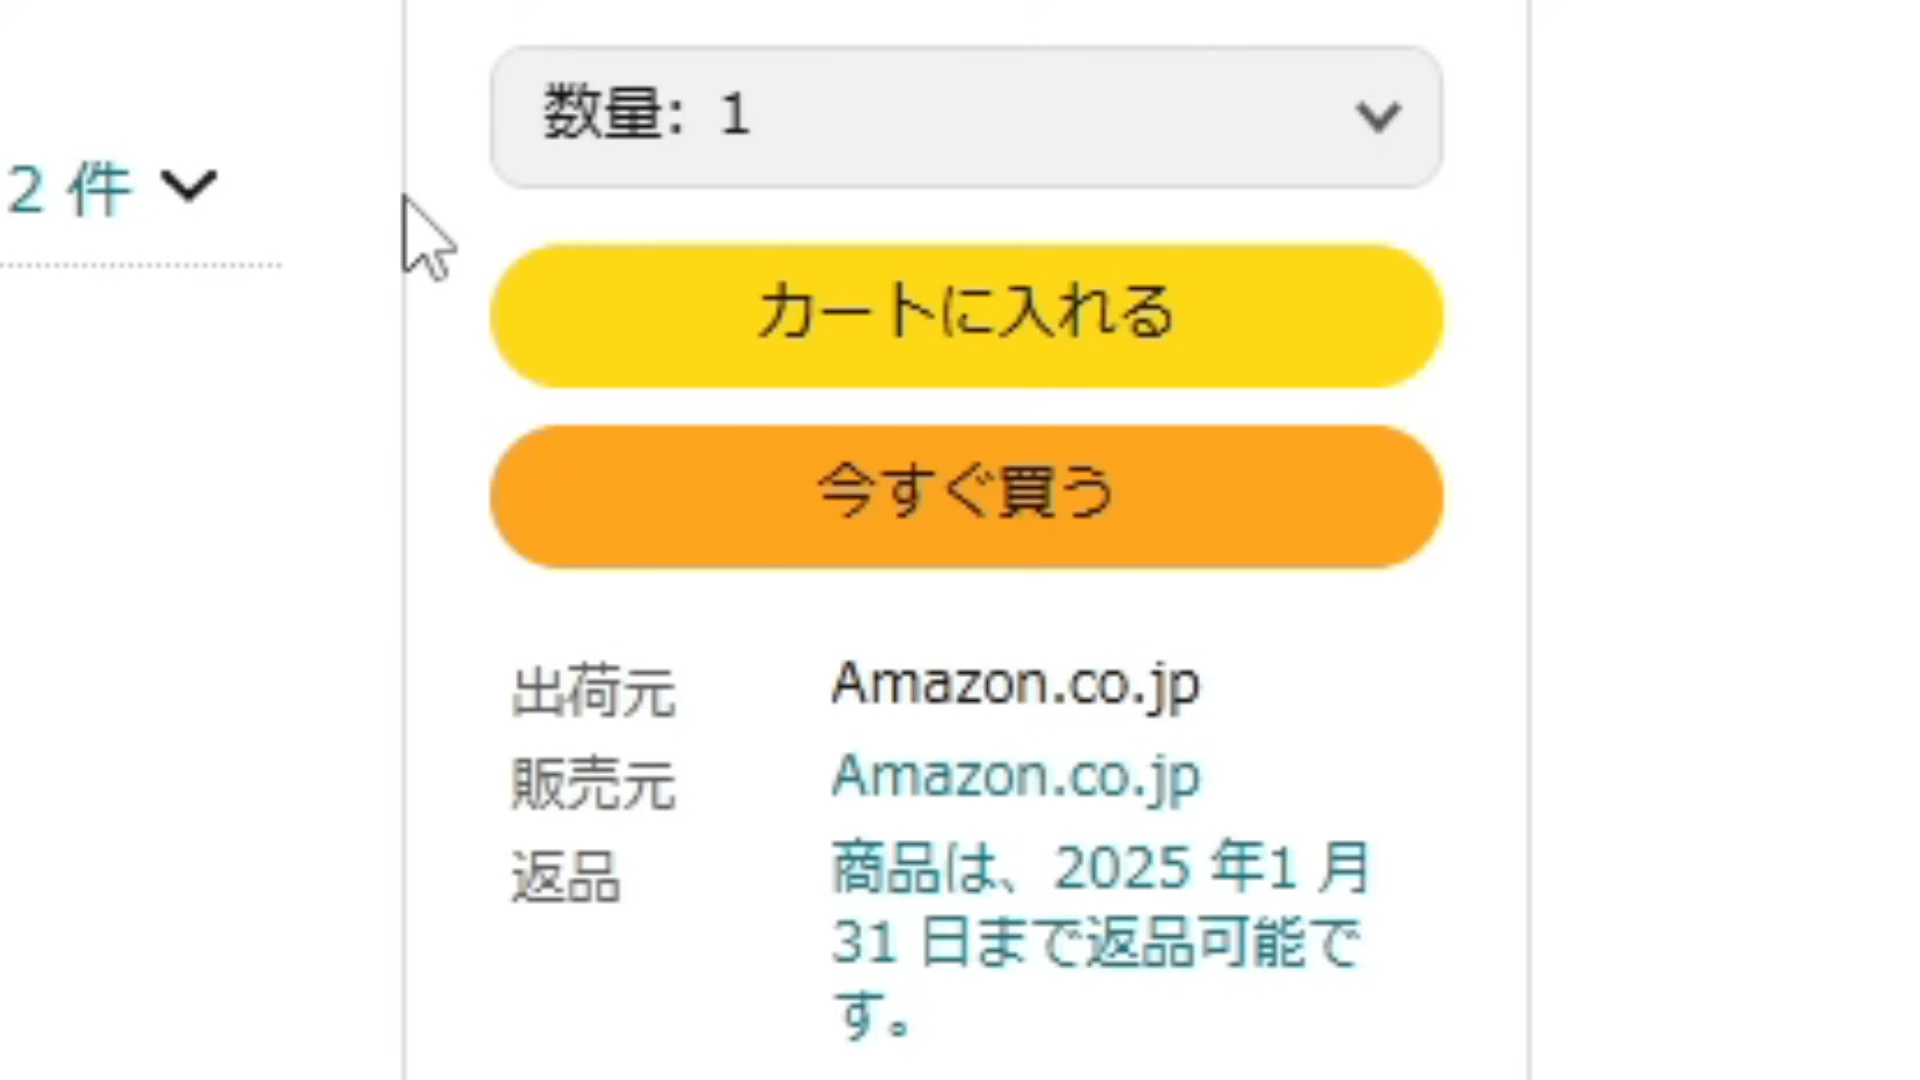 数量: 1
2 件
カートに入れる
今すぐ買う
出荷元 Amazon.co.jp
販売元 Amazon.co.jp
返品 商品は、2025 年1 月
31 日まで返品可能で
す。